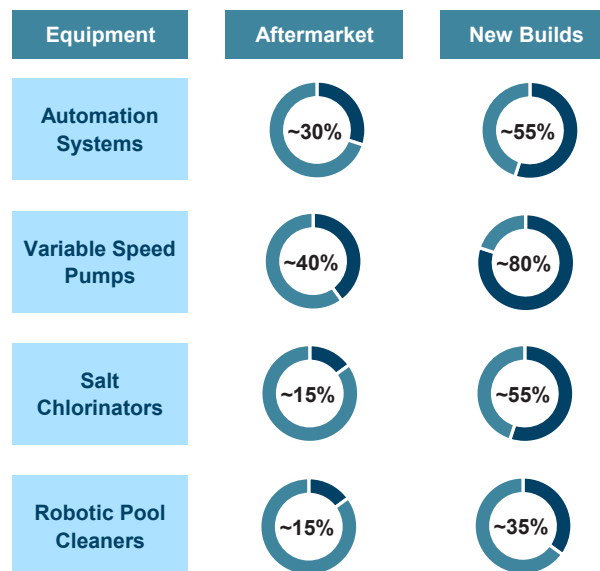 Equipment
Aftermarket
New Builds
Automation
Systems
~30%
~55%
Variable Speed
Pumps
~40%
~80%
Salt
Chlorinators
~15%
~55%
Robotic Pool
Cleaners
~15%
~35%